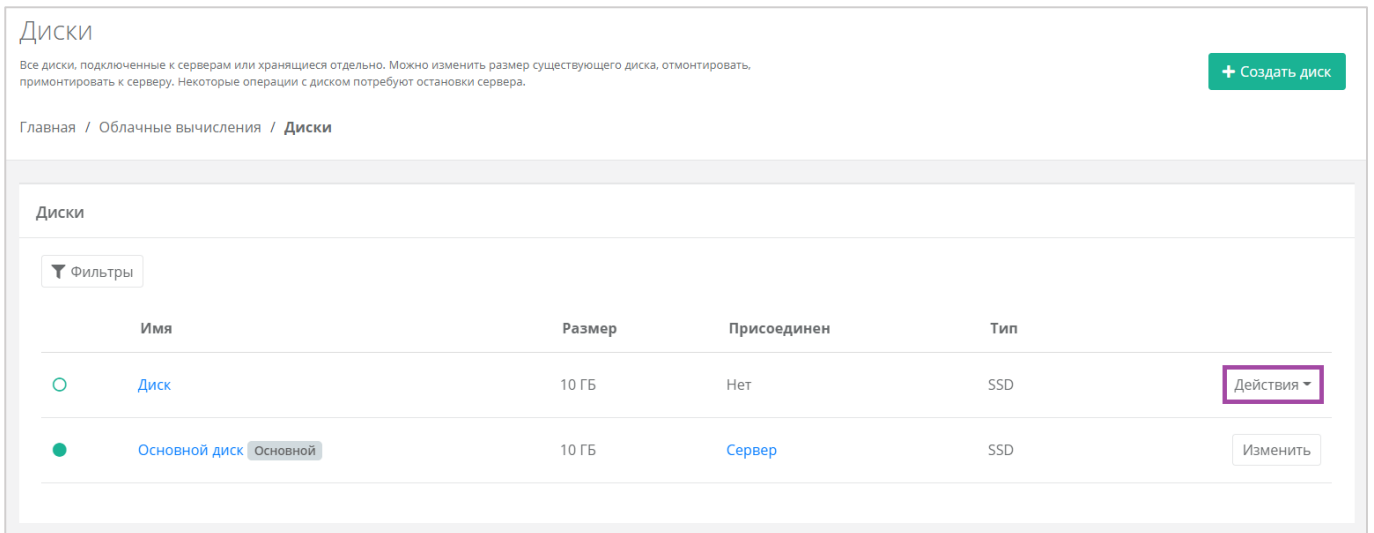 Диски
Все диски, подключенные к серверам или хранящиеся отдельно. Можно изменить размер существующего диска, отмонтировать,
примонтировать к серверу. Некоторые операции с диском потребуют остановки сервера.
+ Создать диск
Главная / Облачные вычисления / Диски
Диски
Фильтры
Имя Размер Присоединен Тип
Диск 10 ГБ Нет SSD Действия
Основной диск Основной 10 ГБ Сервер SSD Изменить